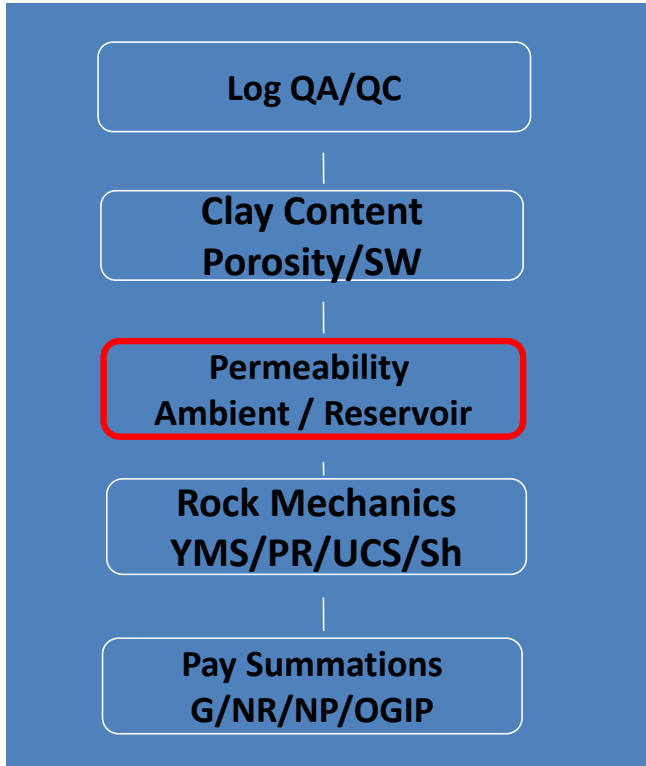 Log QA/QC
Clay Content
Porosity/SW
Permeability
Ambient / Reservoir
Rock Mechanics
YMS/PR/UCS/Sh
Pay Summations
G/NR/NP/OGIP